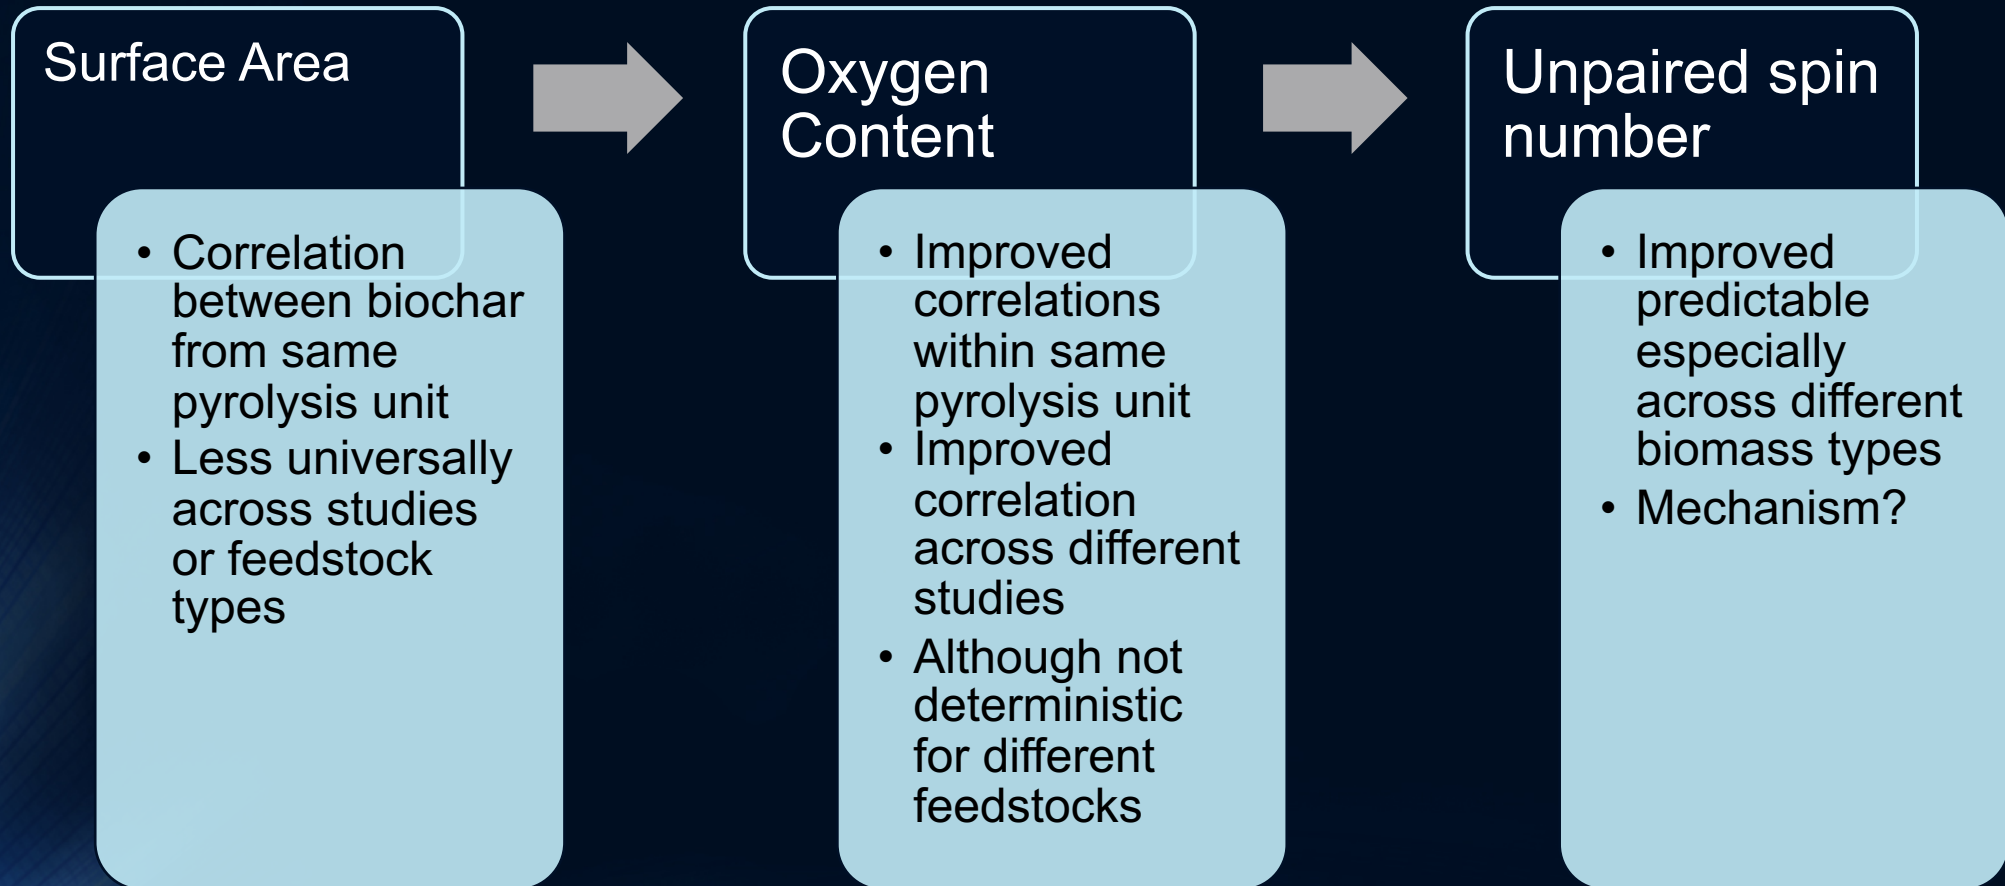 Surface Area
• Correlation
between biochar
from same
pyrolysis unit
• Less universally
across studies
or feedstock
types
Oxygen
Content
• Improved
correlations
within same
pyrolysis unit
• Improved
correlation
across different
studies
• Although not
deterministic
for different
feedstocks
Unpaired spin
number
• Improved
predictable
especially
across different
biomass types
• Mechanism?